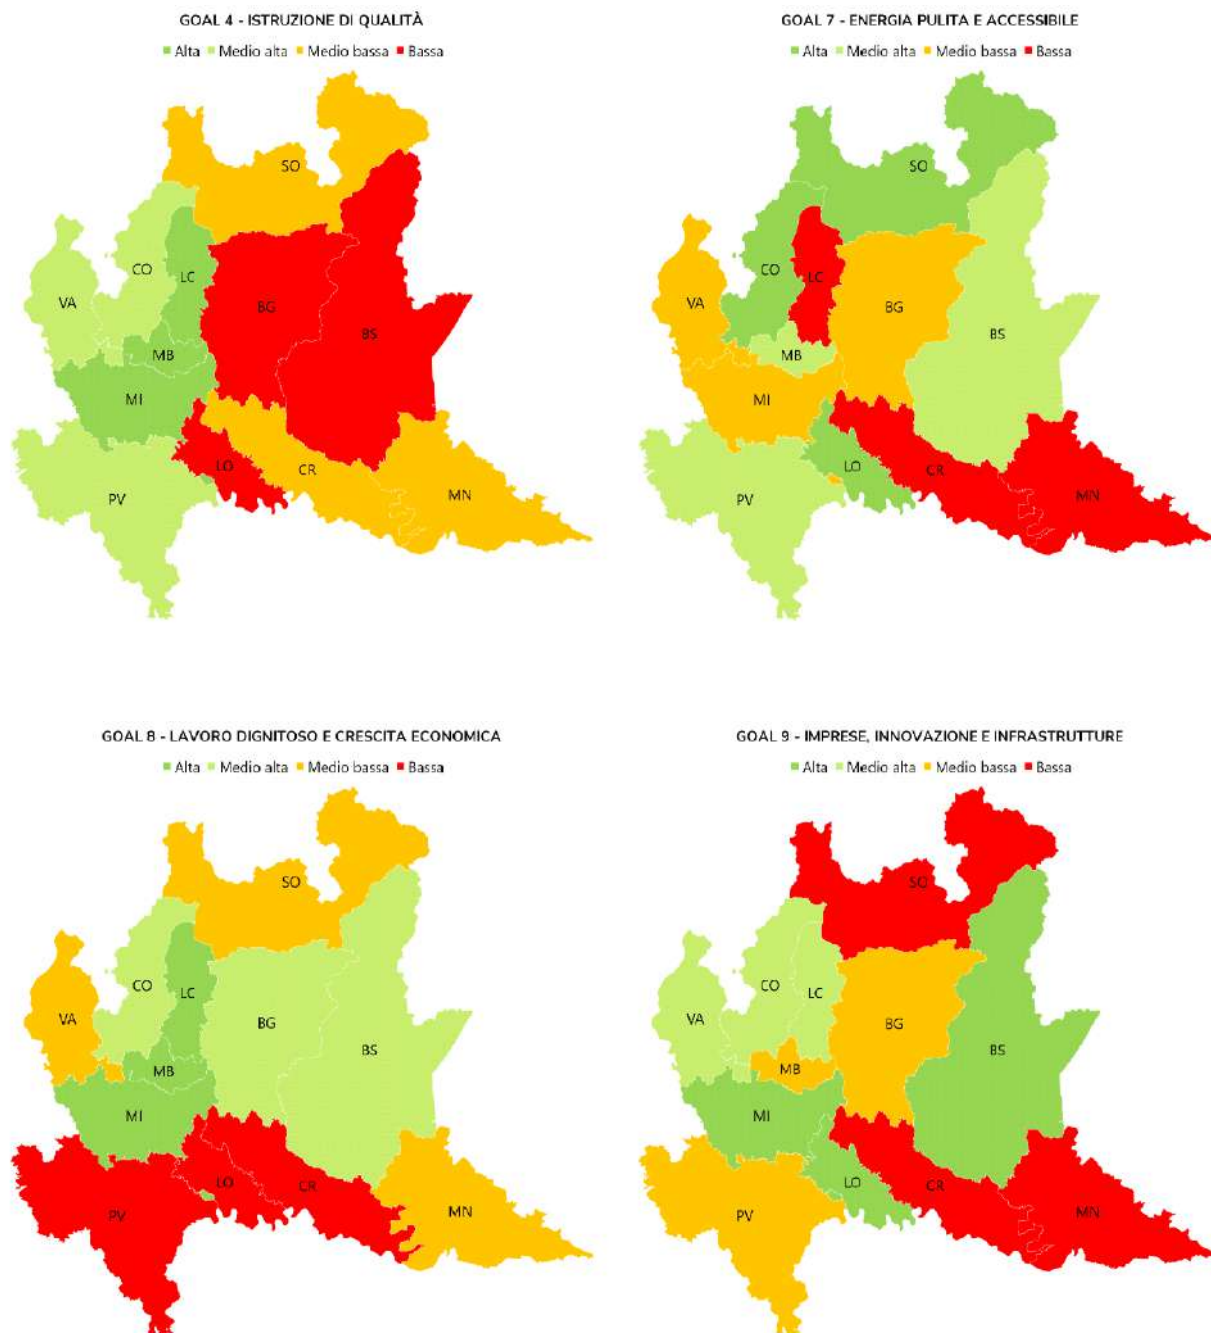 GOAL 4 - ISTRUZIONE DI QUALITÀ
Alta Medio alta Medio bassa Bassa
SO
CO
LC
VA
BG
BS
MB
MI
LO
CR
PV
MN
GOAL 7 - ENERGIA PULITA E ACCESSIBILE
Alta Medio alta Medio bassa Bassa
SO
CO
LC
VA
BG
BS
MB
MI
LO
CR
PV
MN
GOAL 8 - LAVORO DIGNITOSO E CRESCITA ECONOMICA
Alta Medio alta Medio bassa Bassa
SO
CO
LC
VA
BG
BS
MB
MI
LO
CR
PV
MN
GOAL 9 - IMPRESE, INNOVAZIONE E INFRASTRUTTURE
Alta Medio alta Medio bassa Bassa
SO
CO
LC
VA
BG
BS
MB
MI
LO
CR
PV
MN